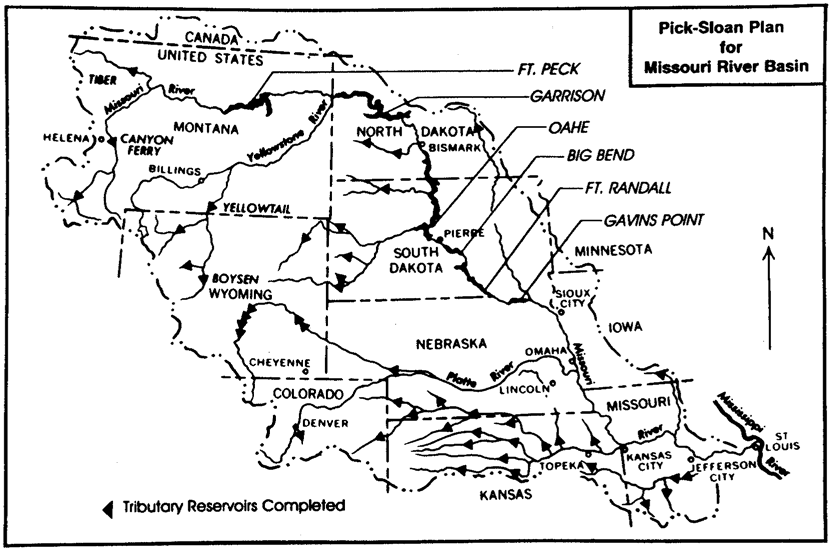 Pick-Sloan Plan
for
Missouri River Basin
CANADA
UNITED STATES
TIBER
Missouri River
FT. PECK
GARRISON
MONTANA
Yellowstone River
NORTH DAKOTA
OAHE
HELENA
CANYON
FERRY
BISMARK
BIG BEND
BILLINGS
FT. RANDALL
YELLOWTAIL
GAVINS POINT
PIERRE
MINNESOTA
N
SOUTH
DAKOTA
BOYSEN
WYOMING
SIOUX
CITY
IOWA
NEBRASKA
OMAHA
Missouri
CHEYENNE
Platte River
LINCOLN
COLORADO
MISSOURI
Mississippi
DENVER
River
ST
LOUIS
TOPEKA
KANSAS
CITY
JEFFERSON
CITY
River
KANSAS
Tributary Reservoirs Completed